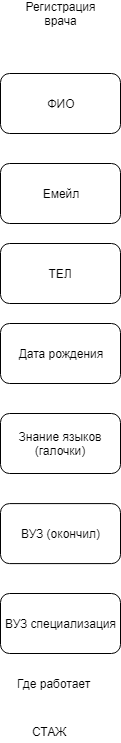 Регистрация
врача
ФИО
Емейл
ТЕЛ
Дата рождения
Знание языков
(галочки)
ВУЗ (окончил)
ВУЗ специализация
Где работает
СТАЖ